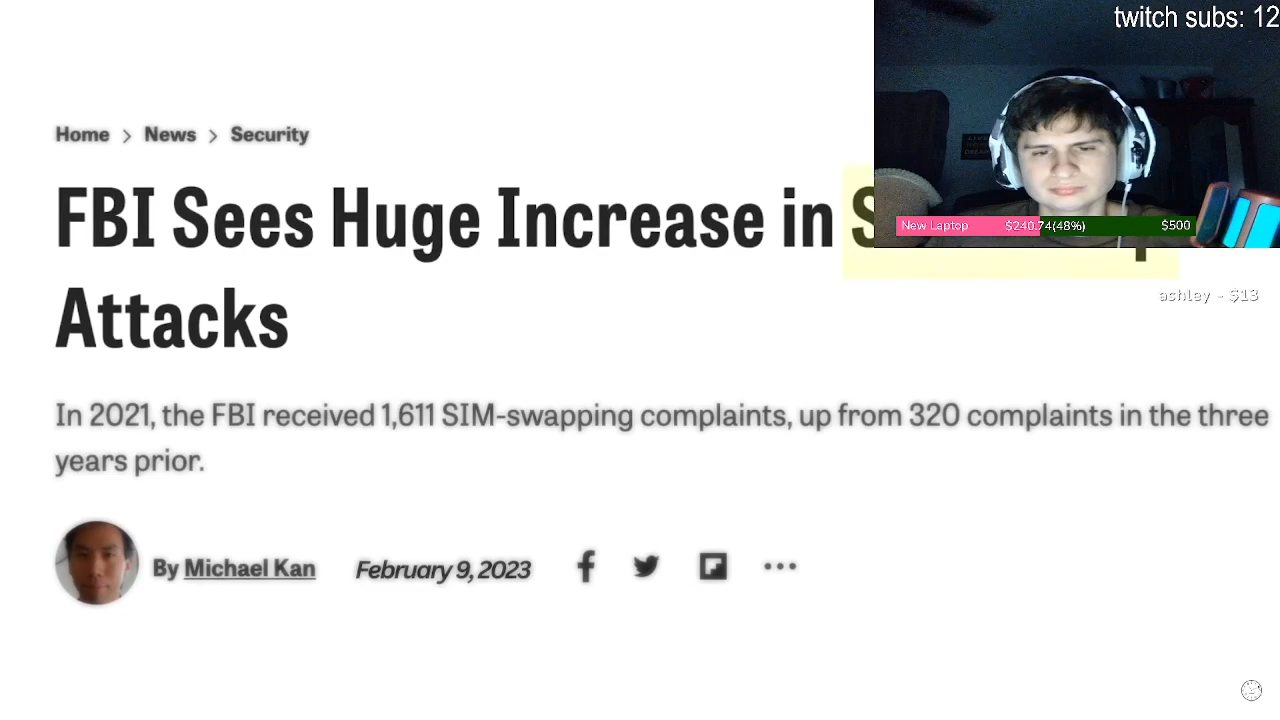 twitch subs: 12
Home > News > Security
FBI Sees Huge Increase in
Attacks
New Laptop $240.74(48%) $500
ashley - $13
In 2021, the FBI received 1,611 SIM-swapping complaints, up from 320 complaints in the three
years prior.
By Michael Kan February 9, 2023